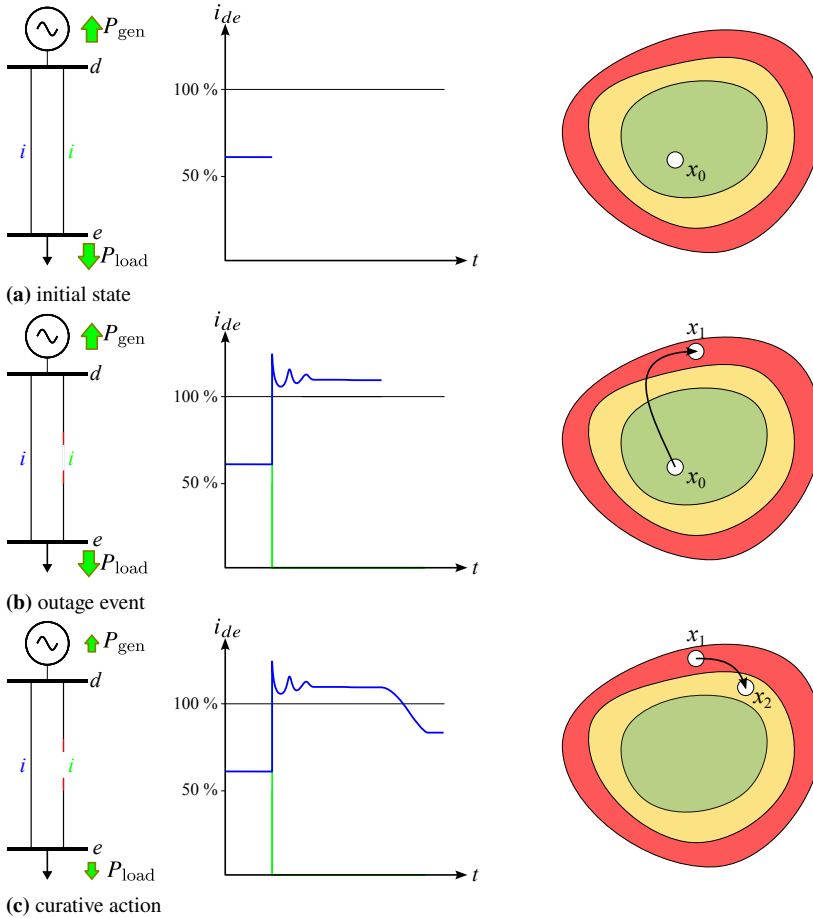 P_gen
i_de
d
100 %
i i
50 %
x_0
e
P_load
t
(a) initial state
P_gen
i_de
x_1
d
100 %
i i
x_0
50 %
e
P_load
t
(b) outage event
P_gen
i_de
x_1
d
x_2
100 %
i i
50 %
e
P_load
t
(c) curative action